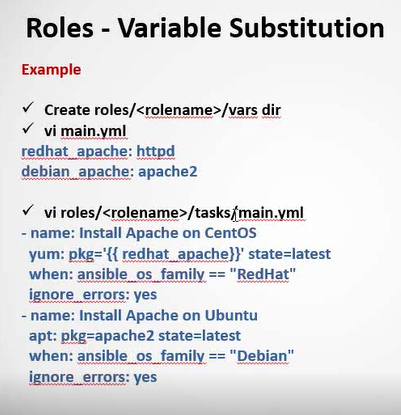 Roles - Variable Substitution
Example
✓ Create roles/<rolename>/vars dir
✓ vi main.yml
redhat_apache: httpd
debian_apache: apache2
✓ vi roles/<rolename>/tasks/main.yml
- name: Install Apache on CentOS
yum: pkg='{{ redhat_apache}}' state=latest
when: ansible_os_family == "RedHat"
ignore_errors: yes
- name: Install Apache on Ubuntu
apt: pkg=apache2 state=latest
when: ansible_os_family == "Debian"
ignore_errors: yes